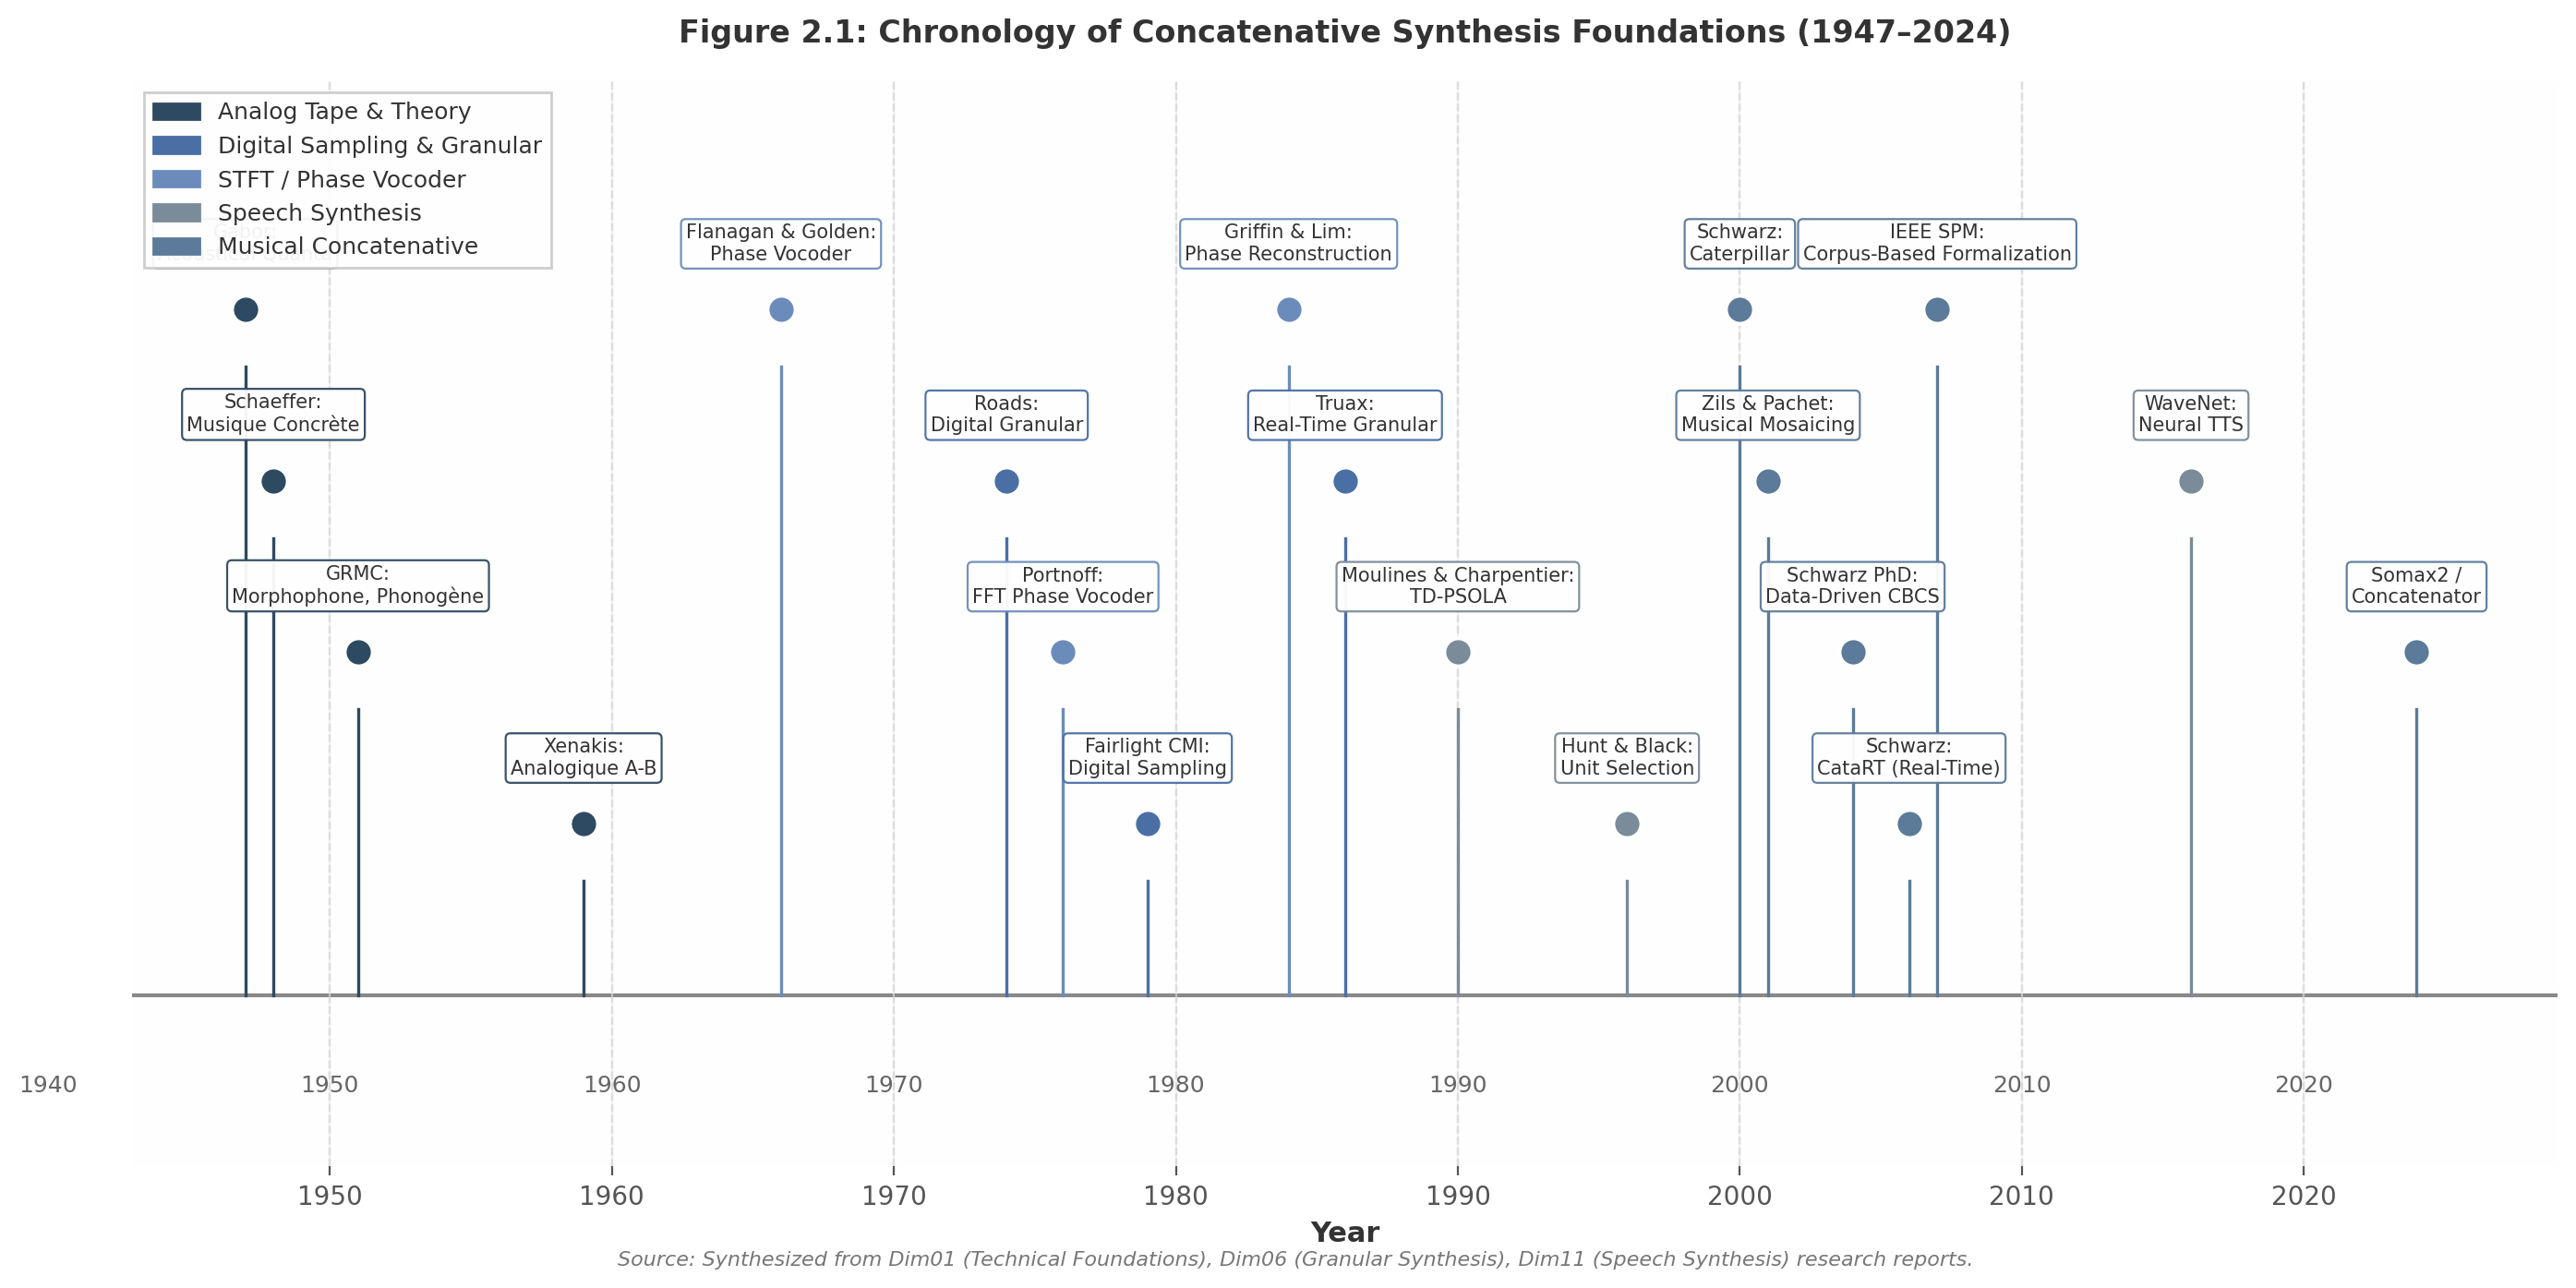 Figure 2.1: Chronology of Concatenative Synthesis Foundations (1947–2024)
Analog Tape & Theory
Digital Sampling & Granular
STFT / Phase Vocoder
Speech Synthesis
Musical Concatenative
Gabor:
Flanagan & Golden:
Phase Vocoder
Griffin & Lim:
Phase Reconstruction
Schwarz:
Caterpillar
IEEE SPM:
Corpus-Based Formalization
Schaeffer:
Musique Concrète
Roads:
Digital Granular
Truax:
Real-Time Granular
Zils & Pachet:
Musical Mosaicing
WaveNet:
Neural TTS
GRMC:
Morphophone, Phonogène
Portnoff:
FFT Phase Vocoder
Moulines & Charpentier:
TD-PSOLA
Schwarz PhD:
Data-Driven CBCS
Somax2 /
Concatenator
Xenakis:
Analogique A-B
Fairlight CMI:
Digital Sampling
Hunt & Black:
Unit Selection
Schwarz:
CataRT (Real-Time)
1940 1950 1960 1970 1980 1990 2000 2010 2020
1950 1960 1970 1980 1990 2000 2010 2020
Year
Source: Synthesized from Dim01 (Technical Foundations), Dim06 (Granular Synthesis), Dim11 (Speech Synthesis) research reports.